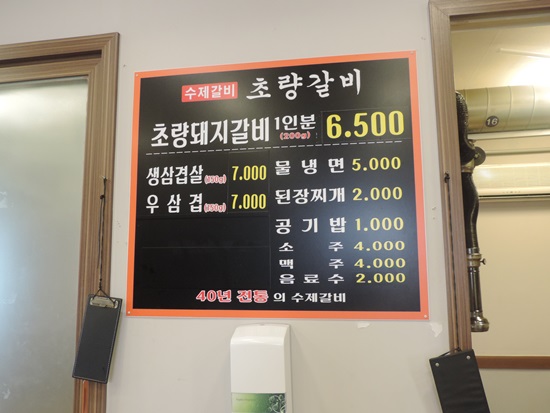 수제갈비 초량갈비
초량돼지갈비 1인분 (200g) 6.500
생삼겹살 (150g) 7.000
우삼겹 (150g) 7.000
물냉면 5.000
된장찌개 2.000
공기밥 1.000
소주 4.000
맥주 4.000
음료수 2.000
40년 전통의 수제갈비
16